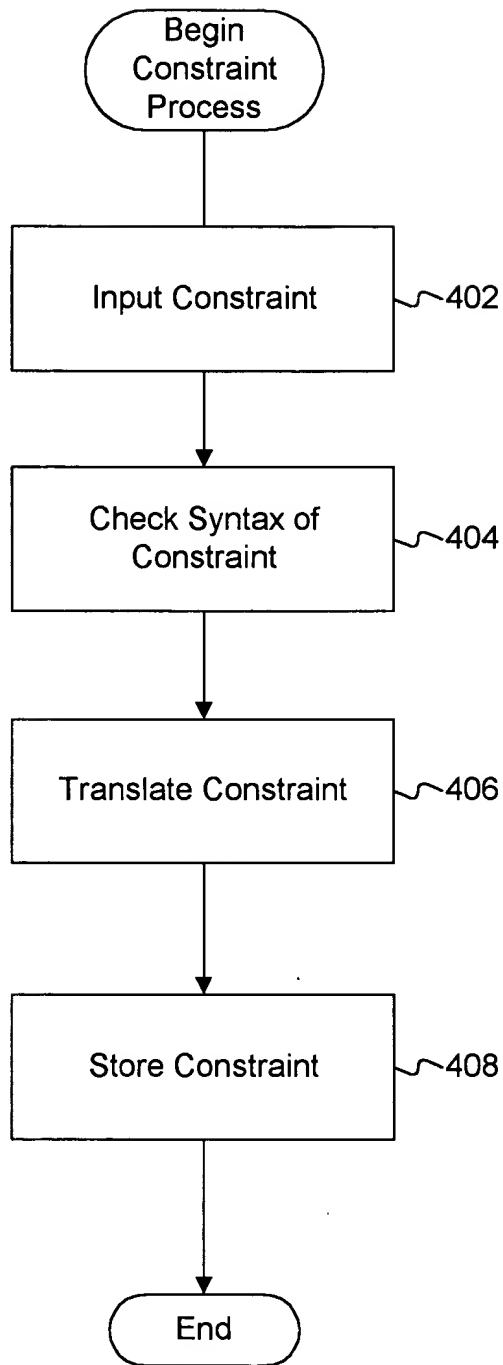 Begin
Constraint
Process
Input Constraint
402
Check Syntax of
Constraint
404
Translate Constraint
406
Store Constraint
408
End